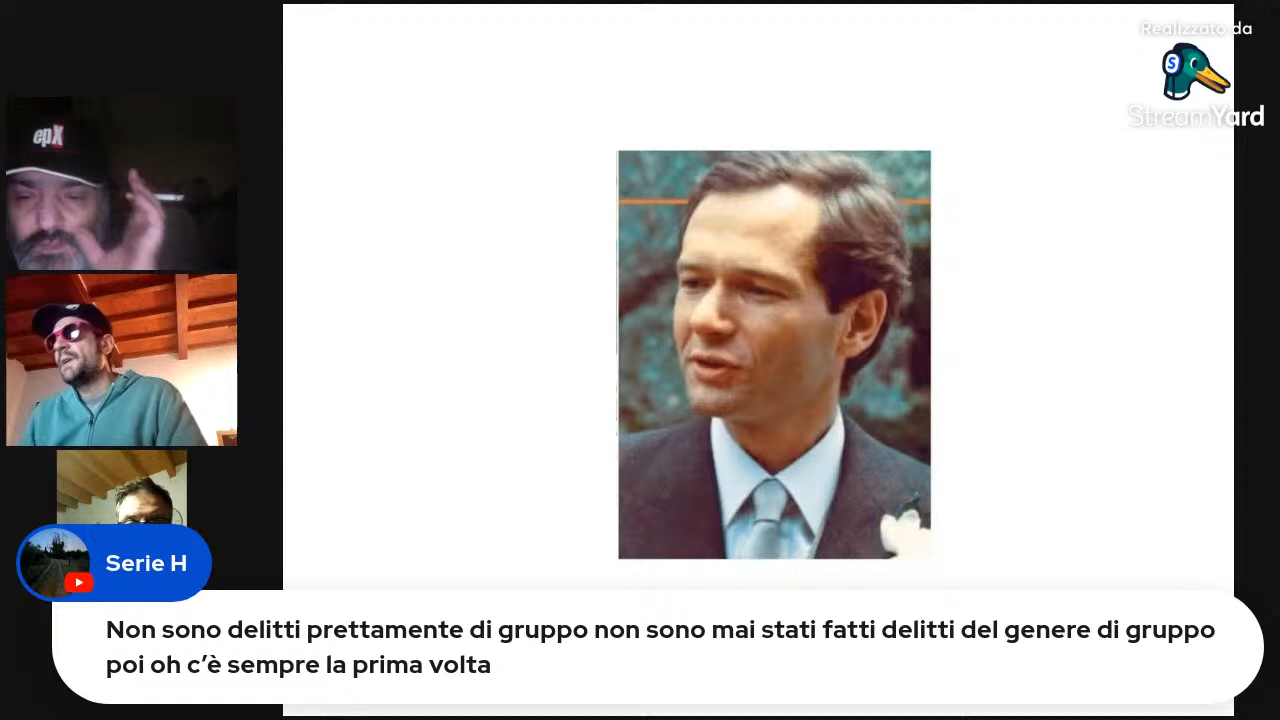 Realizzato da
S
StreamYard
epX
Serie H
Non sono delitti prettamente di gruppo non sono mai stati fatti delitti del genere di gruppo
poi oh c’è sempre la prima volta